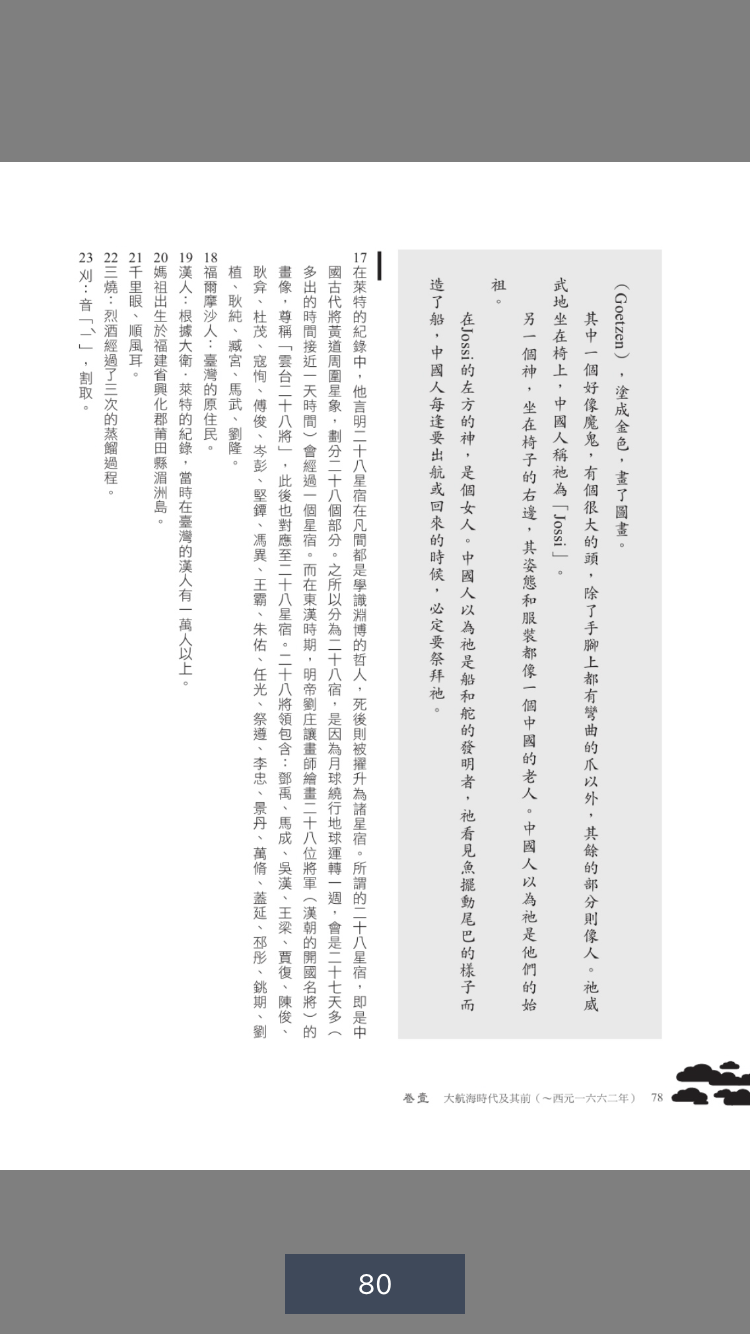 （Goetzen），塗成金色，畫了圖畫。
其中一個好像魔鬼，有個很大的頭，除了手腳上都有彎曲的爪以外，其餘的部分則像人。祂威
武地坐在椅上，中國人稱祂為「Jossi」。
另一個神，坐在椅子的右邊，其姿態和服裝都像一個中國的老人。中國人以為祂是他們的始
祖。
在Jossi的左方的神，是個女人。中國人以為祂是船和舵的發明者，祂看見魚擺動尾巴的樣子而
造了船，中國人每逢要出航或回來的時候，必定要祭拜祂。
17在萊特的紀錄中，他言明二十八星宿在凡間都是學識淵博的哲人，死後則被擢升為諸星宿。所謂的二十八星宿，即是中
國古代將黃道周圍星象，劃分二十八個部分。之所以分為二十八宿，是因為月球繞行地球運轉一週，會是二十七天多（
多出的時間接近一天時間）會經過一個星宿。而在東漢時期，明帝劉庄讓畫師繪畫二十八位將軍（漢朝的開國名將）的
畫像，尊稱「雲台二十八將」，此後也對應至二十八星宿。二十八將領包含：鄧禹、馬成、吳漢、王梁、賈復、陳俊、
耿弇、杜茂、寇恂、傅俊、岑彭、堅鐔、馮異、王霸、朱佑、任光、祭遵、李忠、景丹、萬脩、蓋延、邳彤、銚期、劉
植、耿純、臧宮、馬武、劉隆。
18福爾摩沙人：臺灣的原住民。
19漢人：根據大衛．萊特的紀錄，當時在臺灣的漢人有一萬人以上。
20媽祖出生於福建省興化郡莆田縣湄洲島。
21千里眼、順風耳。
22三燒：烈酒經過了三次的蒸餾過程。
23刈：音「ㄧˋ」，割取。
卷壹 大航海時代及其前（～西元一六六二年） 78
80